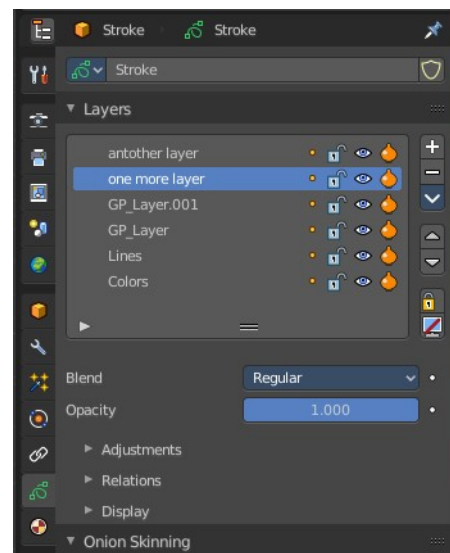 Stroke Stroke
Stroke
Layers
antother layer
one more layer
GP_Layer.001
GP_Layer
Lines
Colors
Blend Regular
Opacity 1.000
Adjustments
Relations
Display
Onion Skinning